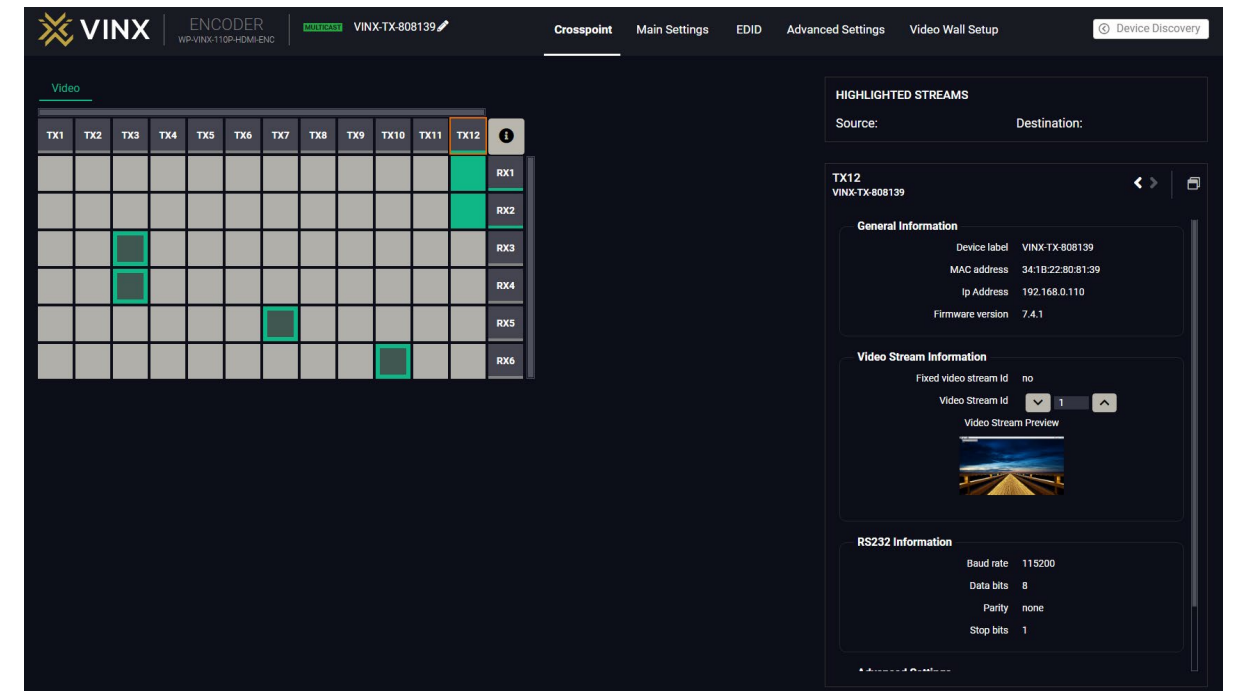 VINX
ENCODER
WP-VINX-110P-HDMI-ENC
MULTICAST
VINX-TX-808139
Crosspoint
Main Settings
EDID
Advanced Settings
Video Wall Setup
Device Discovery
Video
TX1 TX2 TX3 TX4 TX5 TX6 TX7 TX8 TX9 TX10 TX11 TX12
RX1
RX2
RX3
RX4
RX5
RX6
HIGHLIGHTED STREAMS
Source: Destination:
TX12
VINX-TX-808139
General Information
Device label VINX-TX-808139
MAC address 34:1B:22:80:81:39
Ip Address 192.168.0.110
Firmware version 7.4.1
Video Stream Information
Fixed video stream Id no
Video Stream Id 1
Video Stream Preview
RS232 Information
Baud rate 115200
Data bits 8
Parity none
Stop bits 1